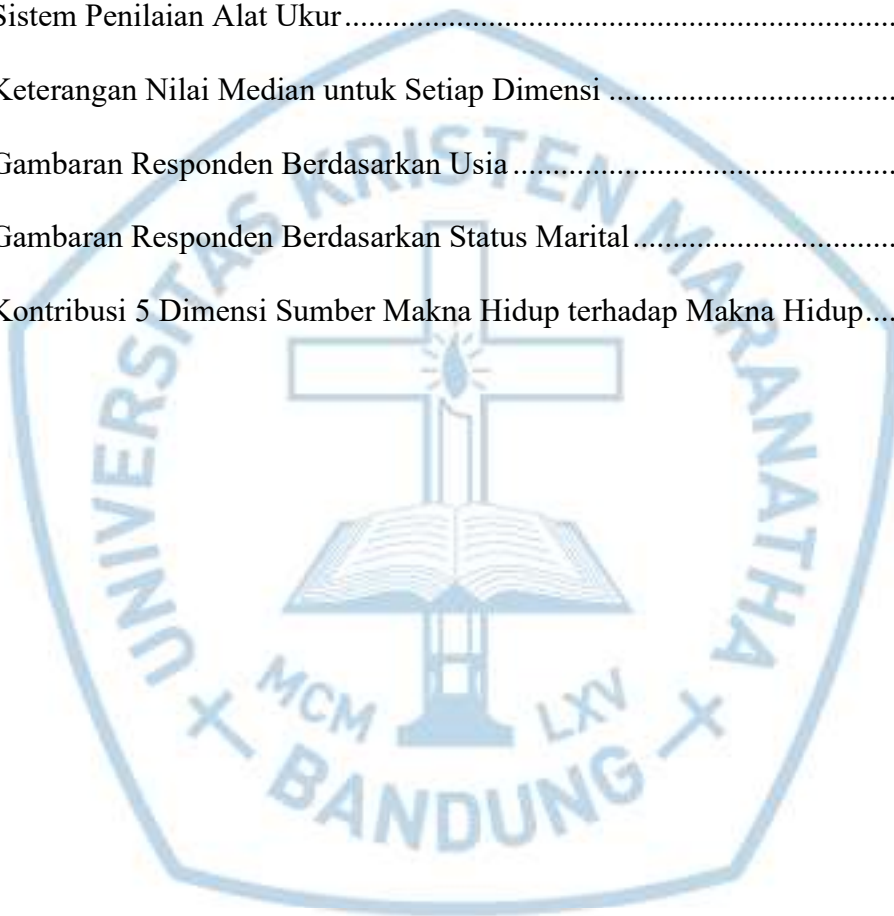 Sistem Penilaian Alat Ukur................................................................................
Keterangan Nilai Median untuk Setiap Dimensi .........................................
Gambaran Responden Berdasarkan Usia.......................................................
Gambaran Responden Berdasarkan Status Marital.....................................
Kontribusi 5 Dimensi Sumber Makna Hidup terhadap Makna Hidup....
UNIVERSITAS KRISTEN MARANATHA
MCM LXV
BANDUNG